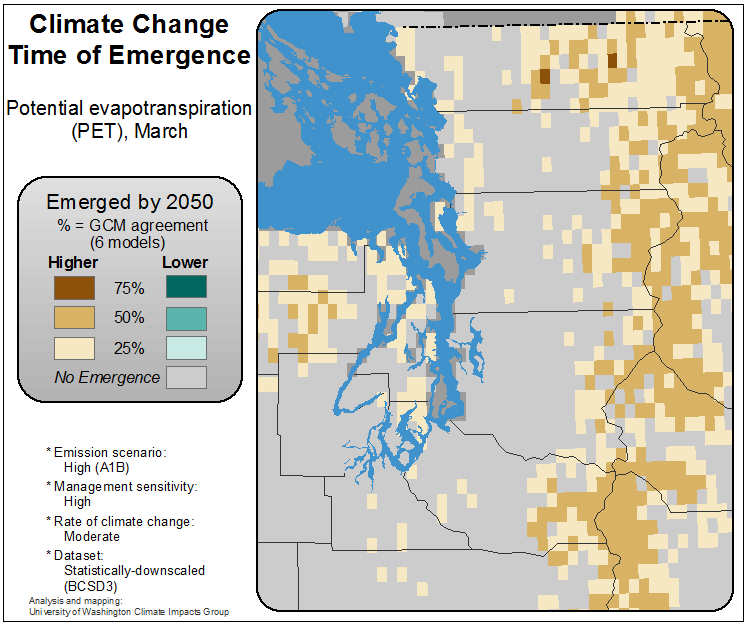 Climate Change
Time of Emergence
Potential evapotranspiration
(PET), March
Emerged by 2050
% = GCM agreement
(6 models)
Higher Lower
75%
50%
25%
No Emergence
* Emission scenario:
High (A1B)
* Management sensitivity:
High
* Rate of climate change:
Moderate
* Dataset:
Statistically-downscaled
(BCSD3)
Analysis and mapping:
University of Washington Climate Impacts Group